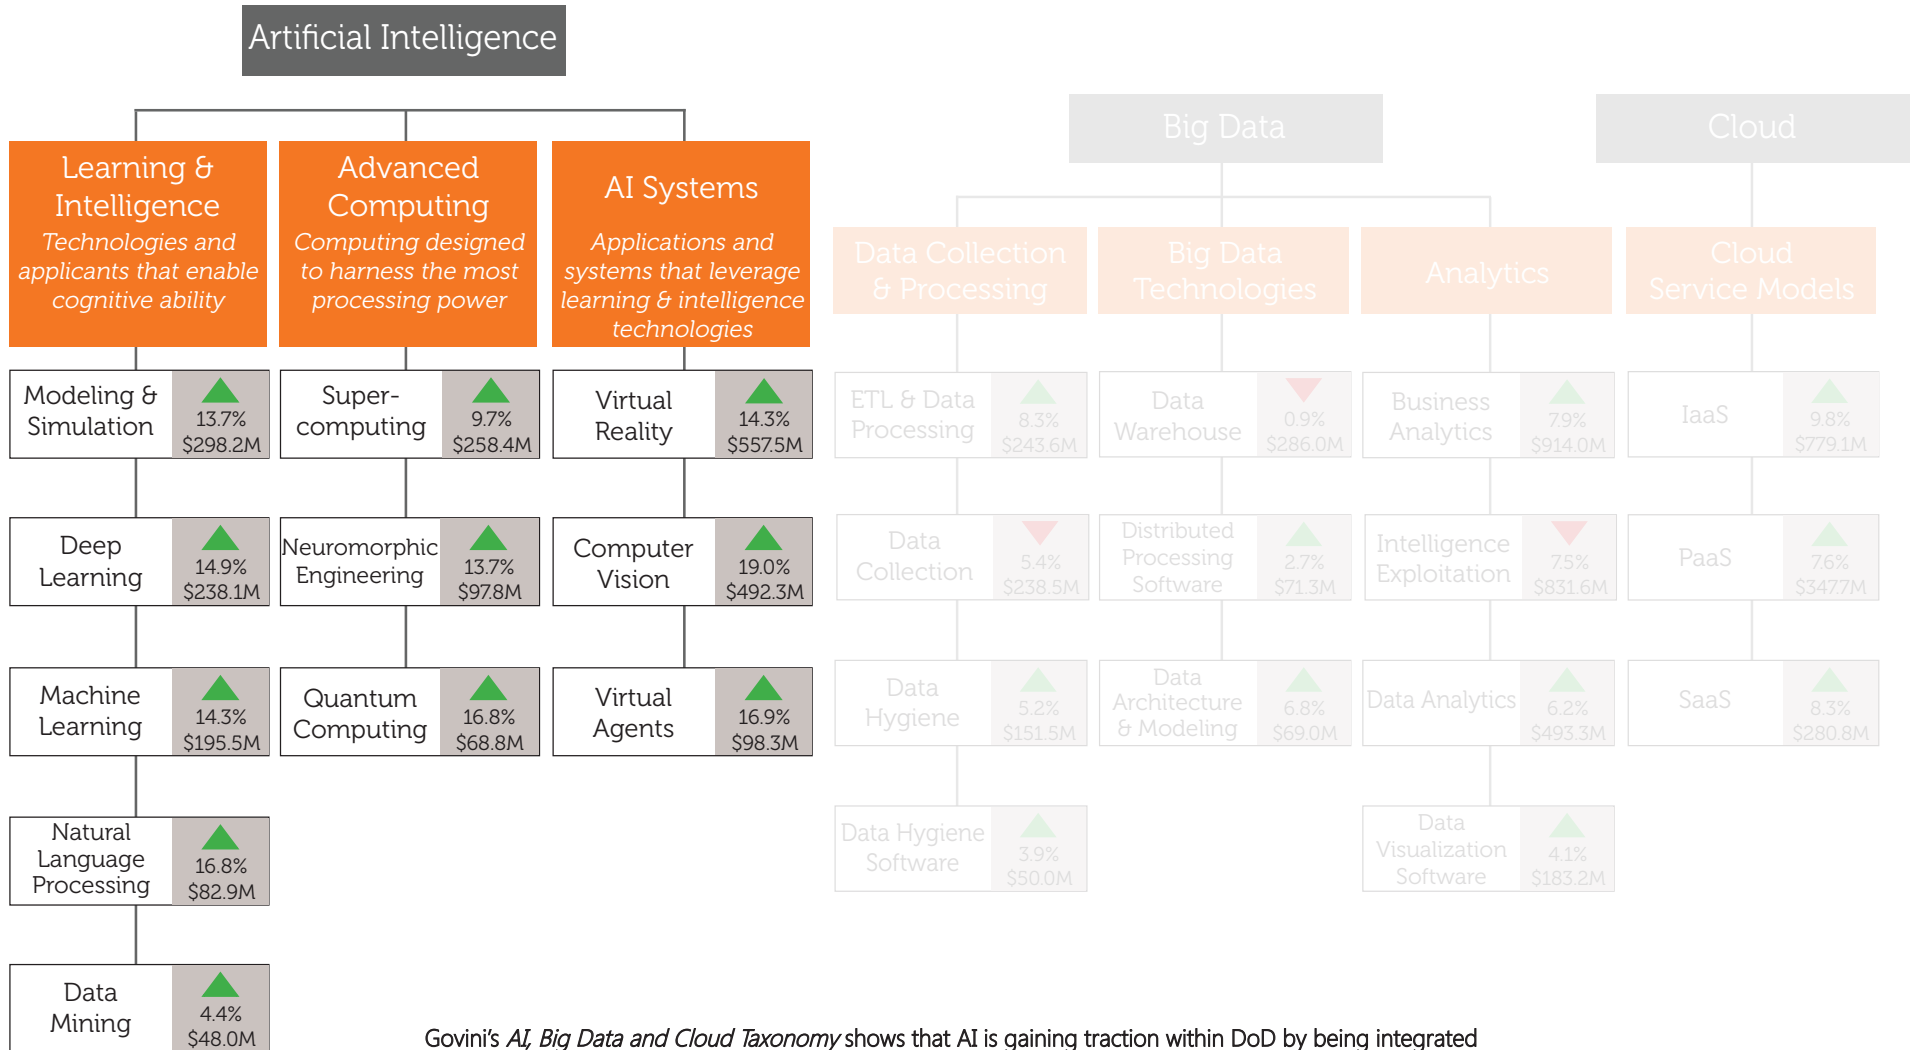 Artificial Intelligence
Learning &
Intelligence
Technologies and
applicants that enable
cognitive ability
Modeling &
Simulation
13.7%
$298.2M
Deep
Learning
14.9%
$238.1M
Machine
Learning
14.3%
$195.5M
Natural
Language
Processing
16.8%
$82.9M
Data
Mining
4.4%
$48.0M
Advanced
Computing
Computing designed
to harness the most
processing power
Super-
computing
9.7%
$258.4M
Neuromorphic
Engineering
13.7%
$97.8M
Quantum
Computing
16.8%
$68.8M
AI Systems
Applications and
systems that leverage
learning & intelligence
technologies
Virtual
Reality
14.3%
$557.5M
Computer
Vision
19.0%
$492.3M
Virtual
Agents
16.9%
$98.3M
Big Data
Data Collection
& Processing
ETL & Data
Processing
8.3%
$243.6M
Data
Collection
5.4%
$238.5M
Data
Hygiene
5.2%
$151.5M
Data Hygiene
Software
3.9%
$50.0M
Big Data
Technologies
Data
Warehouse
0.9%
$286.0M
Distributed
Processing
Software
2.7%
$71.3M
Data
Architecture
& Modeling
6.8%
$69.0M
Analytics
Business
Analytics
7.9%
$914.0M
Intelligence
Exploitation
7.5%
$831.6M
Data Analytics
6.2%
$493.3M
Data
Visualization
Software
4.1%
$183.2M
Cloud
Cloud
Service Models
IaaS
9.8%
$779.1M
PaaS
7.6%
$347.7M
SaaS
8.3%
$280.8M
Govini's AI, Big Data and Cloud Taxonomy shows that AI is gaining traction within DoD by being integrated